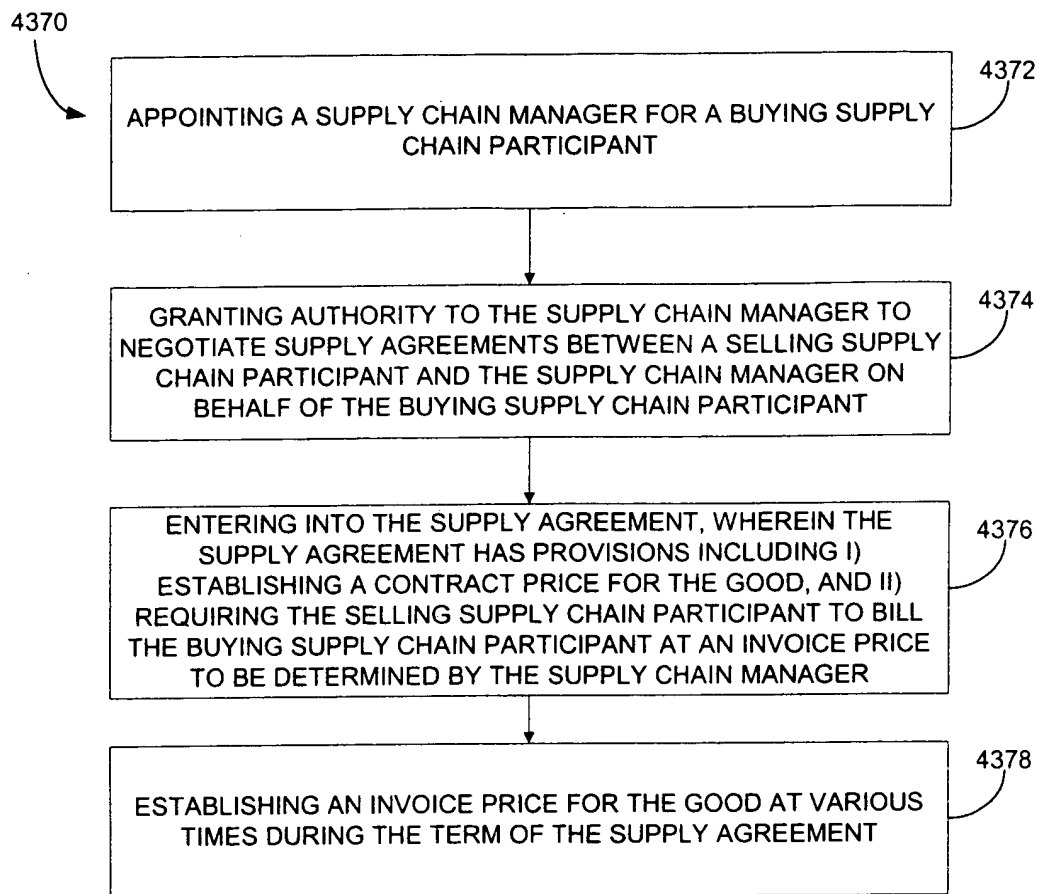 4370
4372
APPOINTING A SUPPLY CHAIN MANAGER FOR A BUYING SUPPLY
CHAIN PARTICIPANT
4374
GRANTING AUTHORITY TO THE SUPPLY CHAIN MANAGER TO
NEGOTIATE SUPPLY AGREEMENTS BETWEEN A SELLING SUPPLY
CHAIN PARTICIPANT AND THE SUPPLY CHAIN MANAGER ON
BEHALF OF THE BUYING SUPPLY CHAIN PARTICIPANT
4376
ENTERING INTO THE SUPPLY AGREEMENT, WHEREIN THE
SUPPLY AGREEMENT HAS PROVISIONS INCLUDING I)
ESTABLISHING A CONTRACT PRICE FOR THE GOOD, AND II)
REQUIRING THE SELLING SUPPLY CHAIN PARTICIPANT TO BILL
THE BUYING SUPPLY CHAIN PARTICIPANT AT AN INVOICE PRICE
TO BE DETERMINED BY THE SUPPLY CHAIN MANAGER
4378
ESTABLISHING AN INVOICE PRICE FOR THE GOOD AT VARIOUS
TIMES DURING THE TERM OF THE SUPPLY AGREEMENT